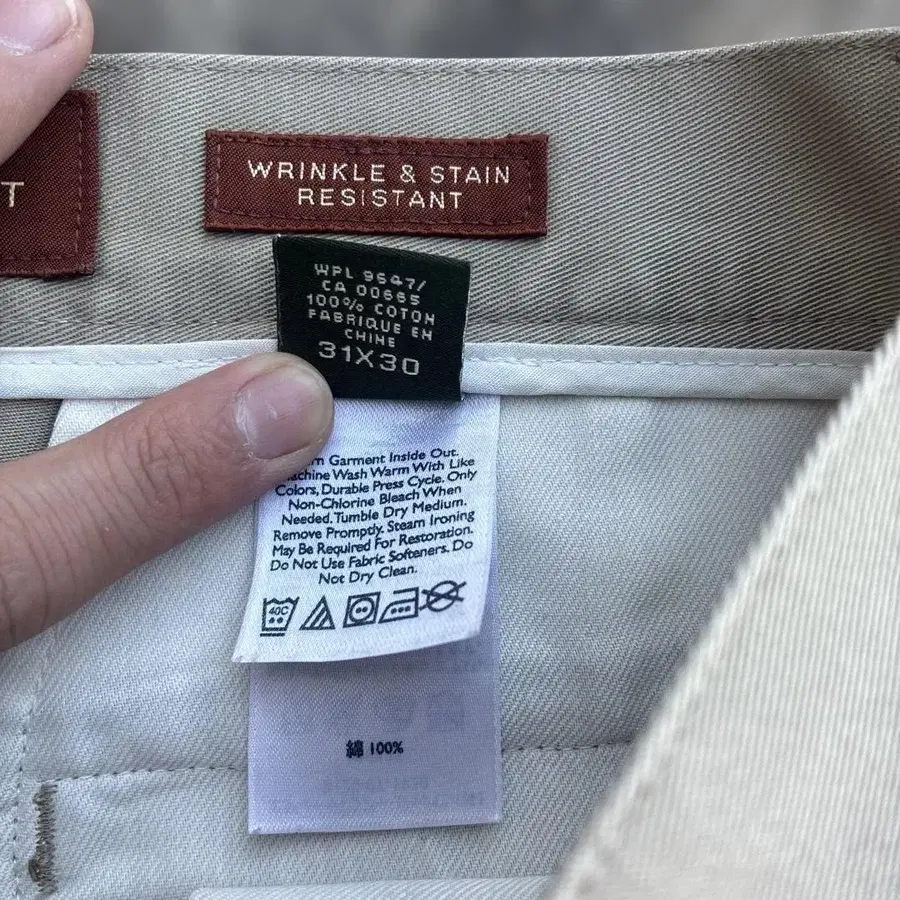 T
WRINKLE & STAIN
RESISTANT
WPL 9647/
CA 00665
100% COTON
FABRIQUE EN
CHINE
31X30
Garment Inside Out.
Machine Wash Warm With Like
Colors, Durable Press Cycle. Only
Non-Chlorine Bleach When
Needed. Tumble Dry Medium.
Remove Promptly. Steam Ironing
May Be Required For Restoration.
Do Not Use Fabric Softeners. Do
Not Dry Clean.
40C
綿 100%